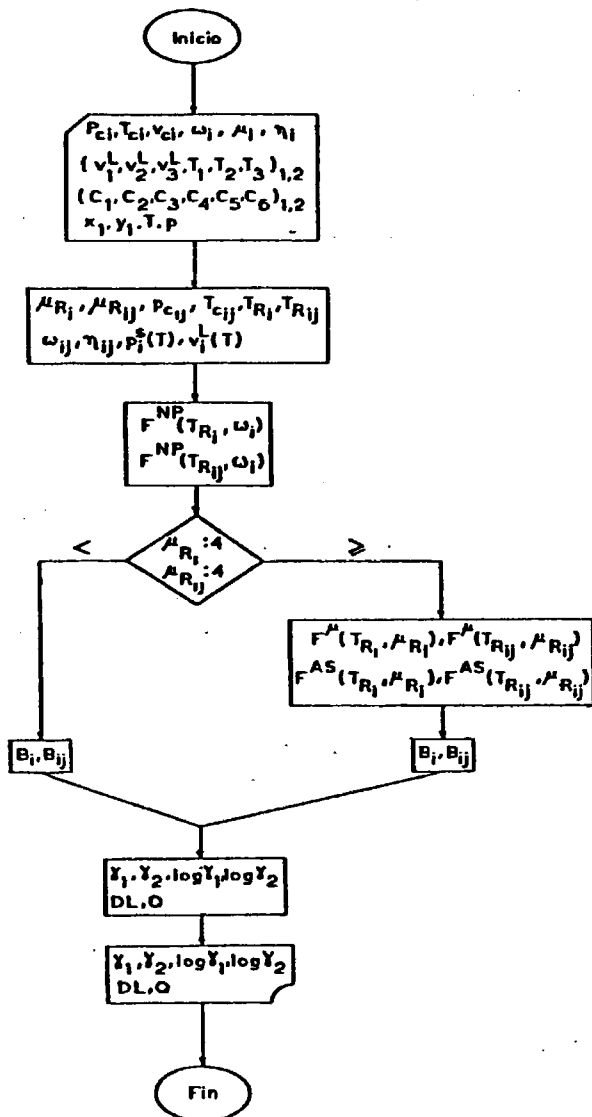 Inicio
P_ci, T_ci, v_ci, ω_i, μ_i, η_i
(v_1^L, v_2^L, v_3^L, T_1, T_2, T_3)_1,2
(C_1, C_2, C_3, C_4, C_5, C_6)_1,2
x_1, y_1, T, p
μ_Ri, μ_Rij, p_cij, T_cij, T_Ri, T_Rij
ω_ij, η_ij, p_i^s(T), v_i^L(T)
F^NP(T_Ri, ω_i)
F^NP(T_Rij, ω_i)
<
μ_Ri :4
μ_Rij :4
≥
F^μ(T_Ri, μ_Ri), F^μ(T_Rij, μ_Rij)
F^AS(T_Ri, μ_Ri), F^AS(T_Rij, μ_Rij)
B_i, B_ij
B_i, B_ij
γ_1, γ_2, log γ_1, log γ_2
DL, Q
γ_1, γ_2, log γ_1, log γ_2
DL, Q
Fin